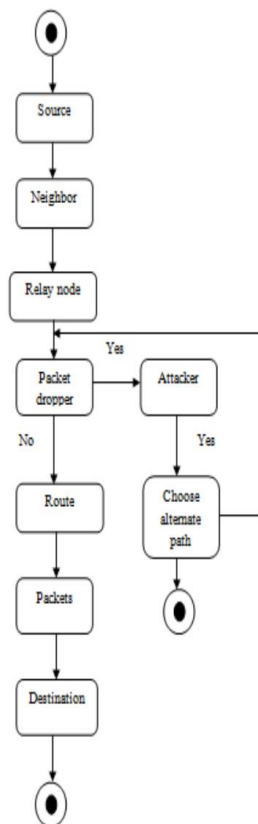 Source
Neighbor
Relay node
Yes
Packet
dropper
Attacker
No
Yes
Route
Choose
alternate
path
Packets
Destination